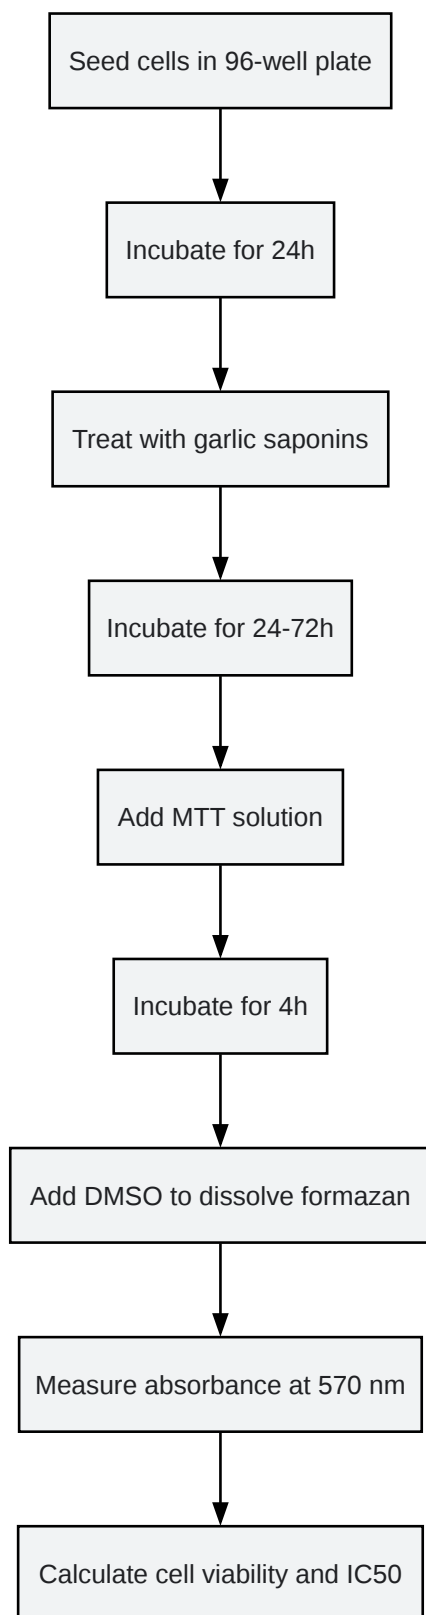 Seed cells in 96-well plate
Incubate for 24h
Treat with garlic saponins
Incubate for 24-72h
Add MTT solution
Incubate for 4h
Add DMSO to dissolve formazan
Measure absorbance at 570 nm
Calculate cell viability and IC50